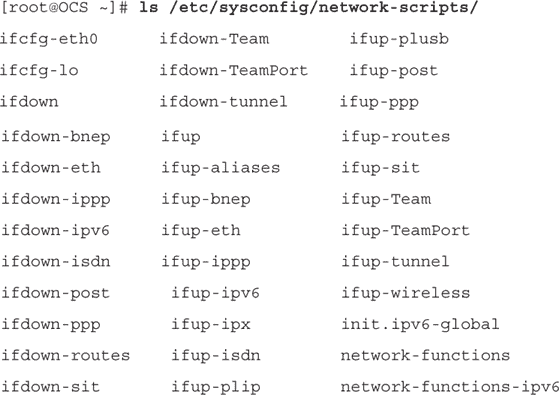 [root@OCS ~]# ls /etc/sysconfig/network-scripts/
ifcfg-eth0 ifdown-Team ifup-plusb
ifcfg-lo ifdown-TeamPort ifup-post
ifdown ifdown-tunnel ifup-ppp
ifdown-bnep ifup ifup-routes
ifdown-eth ifup-aliases ifup-sit
ifdown-ippp ifup-bnep ifup-Team
ifdown-ipv6 ifup-eth ifup-TeamPort
ifdown-isdn ifup-ippp ifup-tunnel
ifdown-post ifup-ipv6 ifup-wireless
ifdown-ppp ifup-ipx init.ipv6-global
ifdown-routes ifup-isdn network-functions
ifdown-sit ifup-plip network-functions-ipv6